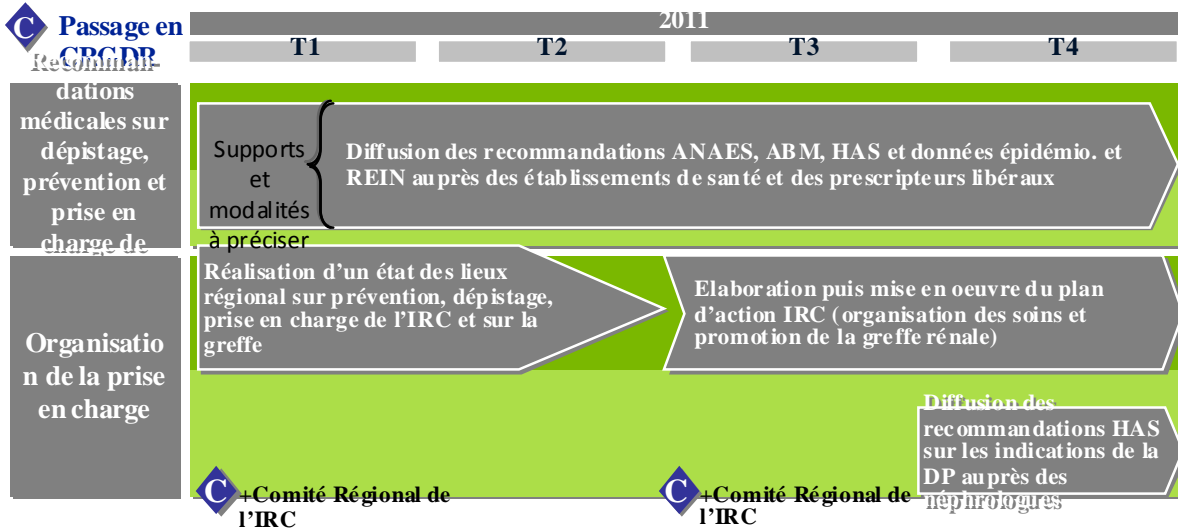 C Passage en
CRGDR
2011
T1 T2 T3 T4
Recomman-
dations
médicales sur
dépistage,
prévention et
prise en
charge de
Supports
et
modalités
à préciser
Diffusion des recommandations ANAES, ABM, HAS et données épidémio. et
REIN auprès des établissements de santé et des prescripteurs libéraux
Organisatio
n de la prise
en charge
Réalisation d’un état des lieux
régional sur prévention, dépistage,
prise en charge de l’IRC et sur la
greffe
Elaboration puis mise en oeuvre du plan
d’action IRC (organisation des soins et
promotion de la greffe rénale)
Diffusion des
recommandations HAS
sur les indications de la
DP auprès des
néphrologues
C +Comité Régional de
l’IRC
C +Comité Régional de
l’IRC